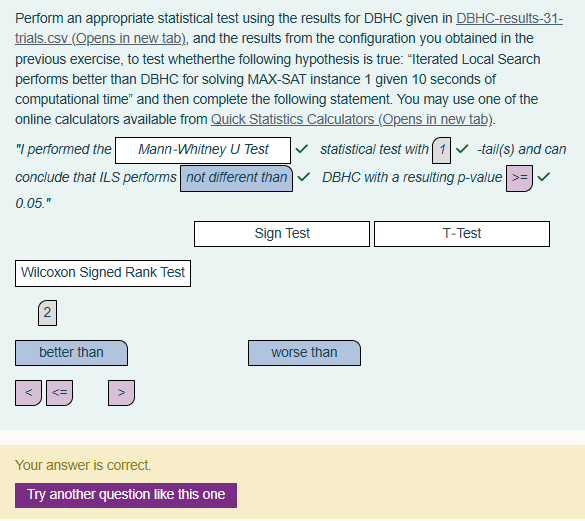 Perform an appropriate statistical test using the results for DBHC given in DBHC-results-31-
trials.csv (Opens in new tab), and the results from the configuration you obtained in the
previous exercise, to test whetherthe following hypothesis is true: “Iterated Local Search
performs better than DBHC for solving MAX-SAT instance 1 given 10 seconds of
computational time” and then complete the following statement. You may use one of the
online calculators available from Quick Statistics Calculators (Opens in new tab).
"I performed the Mann-Whitney U Test ✓ statistical test with 1 ✓ -tail(s) and can
conclude that ILS performs not different than ✓ DBHC with a resulting p-value >= ✓
0.05."
Sign Test T-Test
Wilcoxon Signed Rank Test
2
better than worse than
< <= >
Your answer is correct.
Try another question like this one